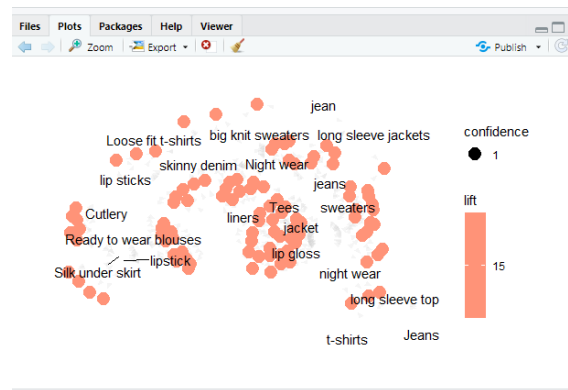 Files Plots Packages Help Viewer
Zoom Export Publish
jean
Loose fit t-shirts big knit sweaters long sleeve jackets
confidence
1
skinny denim Night wear
lip sticks jeans
lift
Cutlery liners Tees sweaters
jacket
Ready to wear blouses
lipstick lip gloss
15
Silk under skirt night wear
long sleeve top
t-shirts Jeans